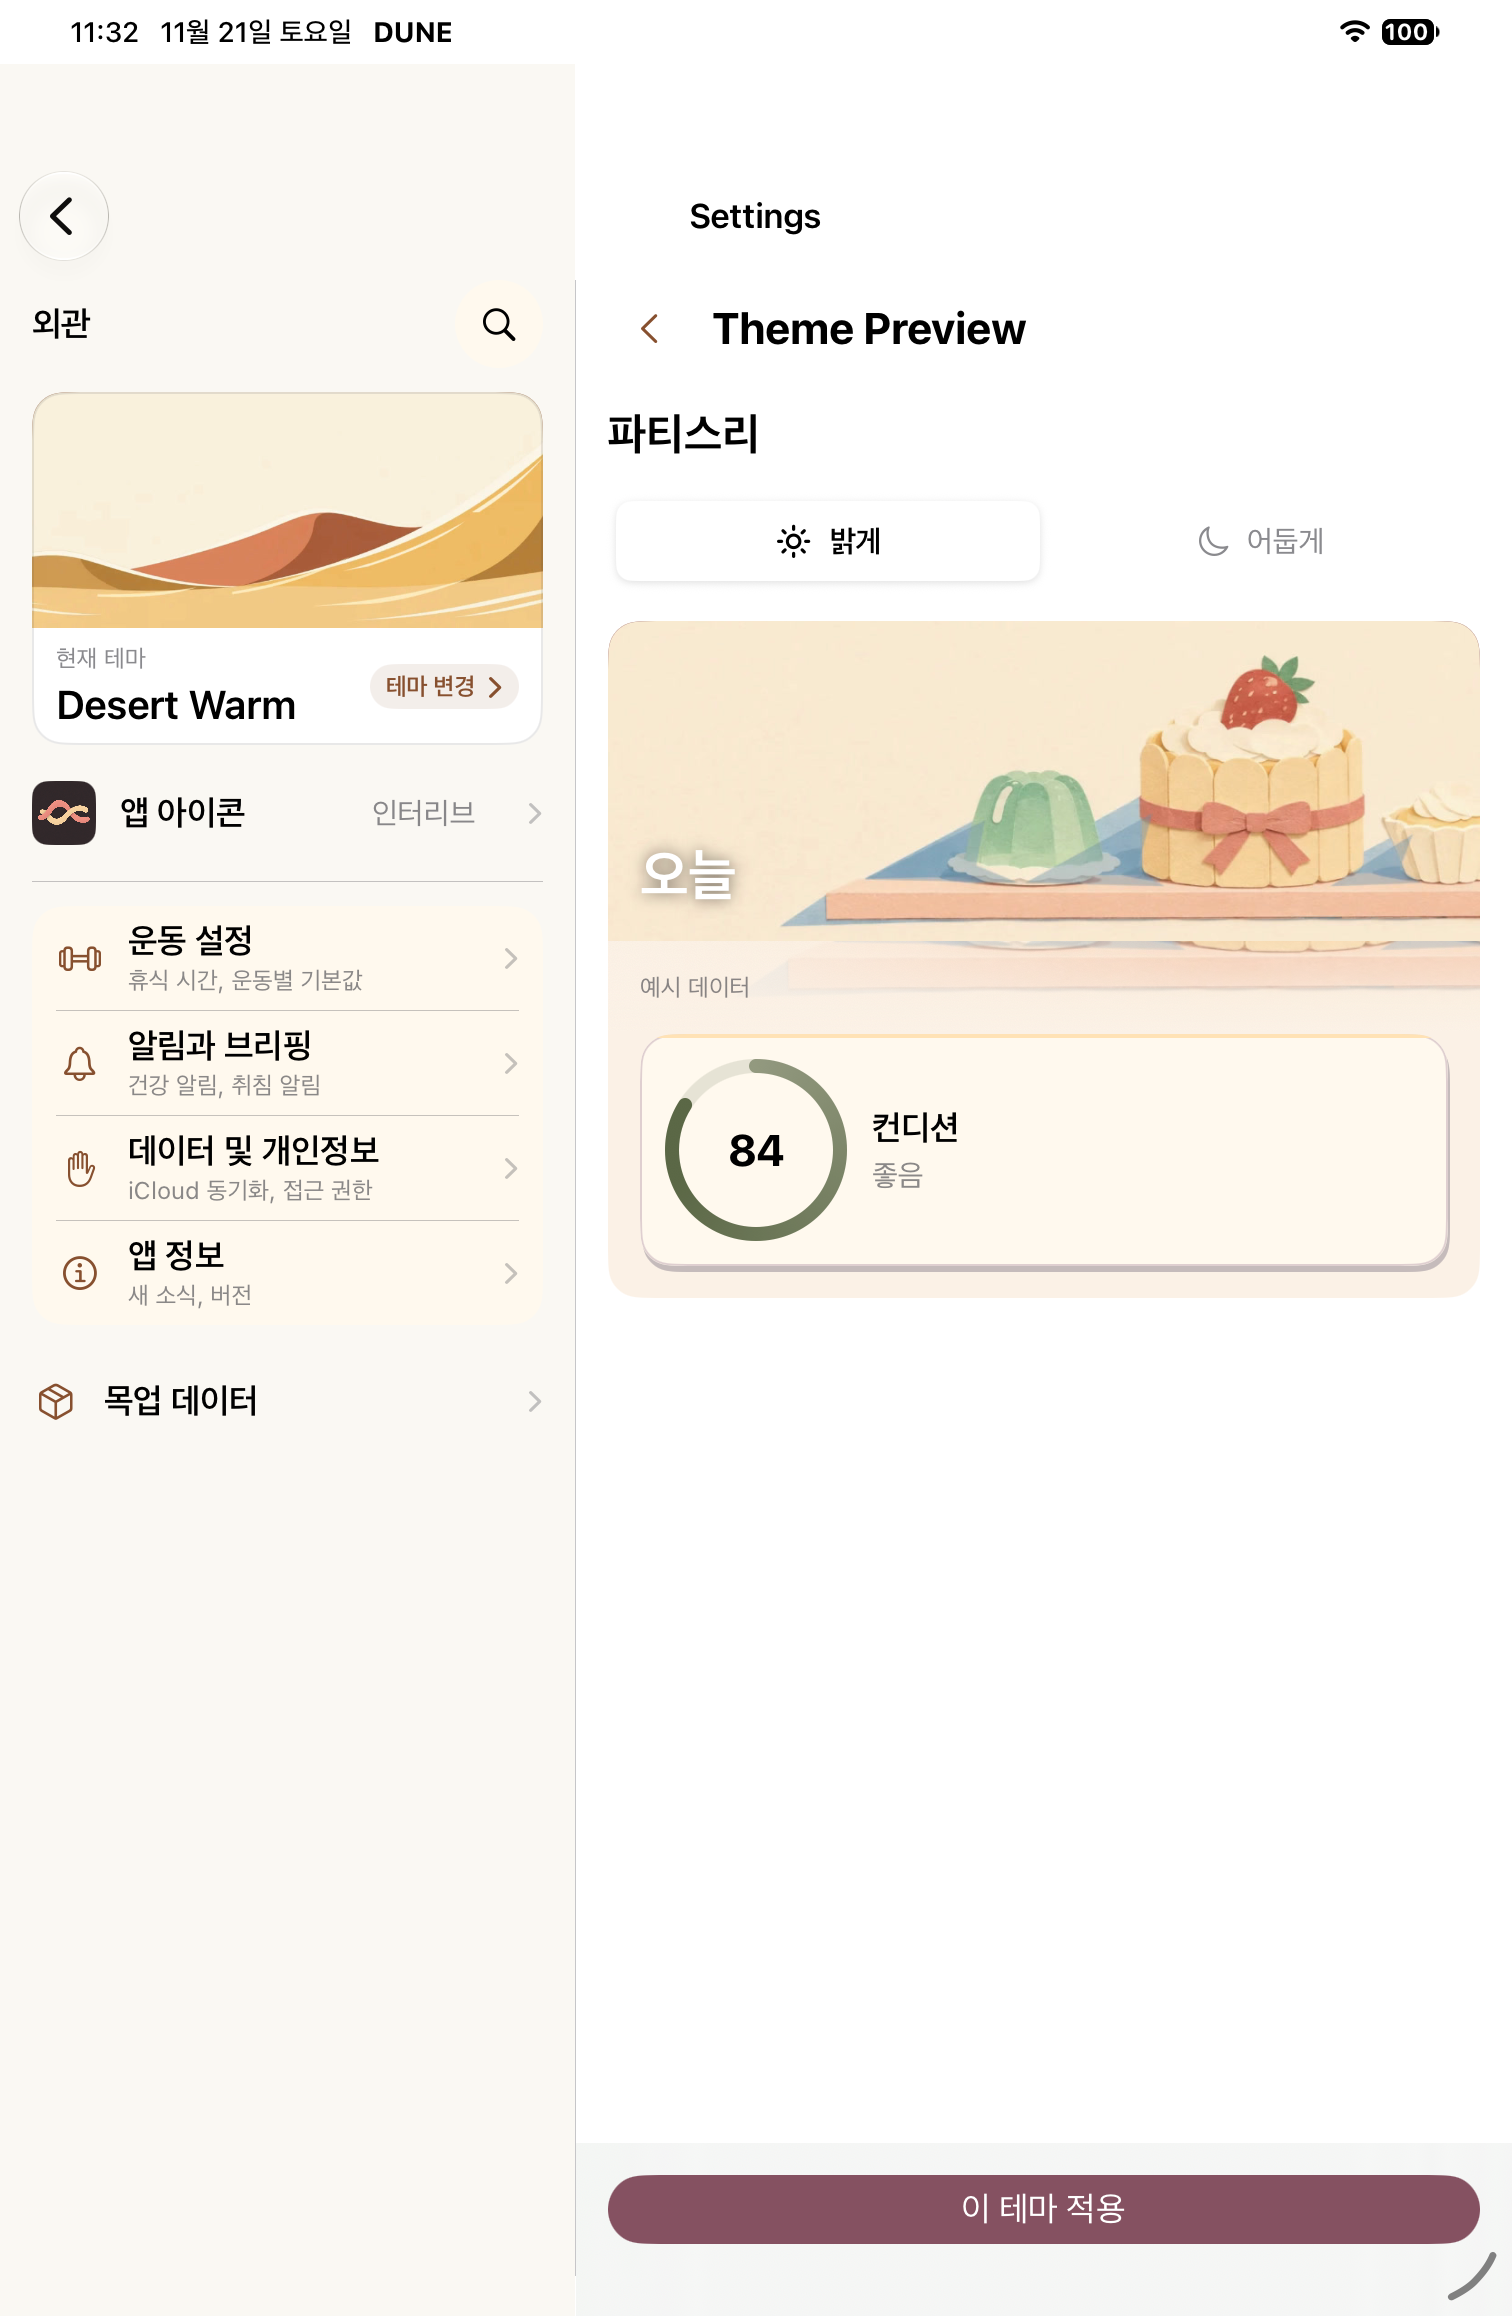 11:32 11월 21일 토요일 DUNE
100
외관
현재 테마
Desert Warm
테마 변경
앱 아이콘
인터리브
운동 설정
휴식 시간, 운동별 기본값
알림과 브리핑
건강 알림, 취침 알림
데이터 및 개인정보
iCloud 동기화, 접근 권한
앱 정보
새 소식, 버전
목업 데이터
Settings
Theme Preview
파티스리
밝게
어둡게
오늘
예시 데이터
84
컨디션
좋음
이 테마 적용